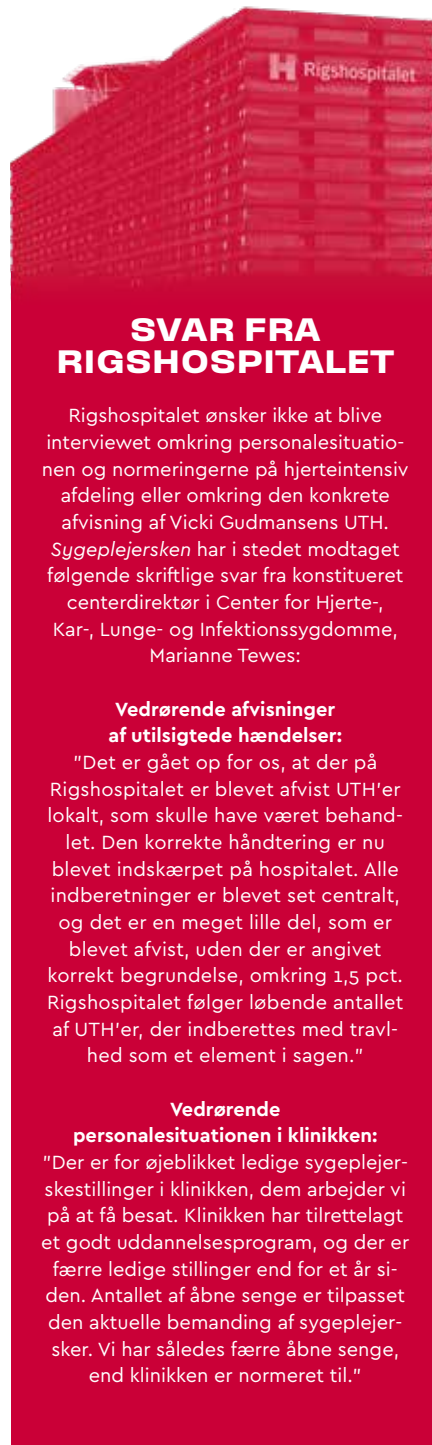 H Rigshospitalet
SVAR FRA
RIGSHOSPITALET
Rigshospitalet ønsker ikke at blive
interviewet omkring personalesituatio-
nen og normeringerne på hjerteintensiv
afdeling eller omkring den konkrete
afvisning af Vicki Gudmansens UTH.
Sygeplejersken har i stedet modtaget
følgende skriftlige svar fra konstitueret
centerdirektør i Center for Hjerte-,
Kar-, Lunge- og Infektionssygdomme,
Marianne Tewes:
Vedrørende afvisninger
af utilsigtede hændelser:
"Det er gået op for os, at der på
Rigshospitalet er blevet afvist UTH'er
lokalt, som skulle have været behand-
let. Den korrekte håndtering er nu
blevet indskærpet på hospitalet. Alle
indberetninger er blevet set centralt,
og det er en meget lille del, som er
blevet afvist, uden der er angivet
korrekt begrundelse, omkring 1,5 pct.
Rigshospitalet følger løbende antallet
af UTH'er, der indberettes med travl-
hed som et element i sagen."
Vedrørende
personalesituationen i klinikken:
"Der er for øjeblikket ledige sygeplejer-
skestillinger i klinikken, dem arbejder vi
på at få besat. Klinikken har tilrettelagt
et godt uddannelsesprogram, og der er
færre ledige stillinger end for et år si-
den. Antallet af åbne senge er tilpasset
den aktuelle bemanding af sygeplejer-
sker. Vi har således færre åbne senge,
end klinikken er normeret til."